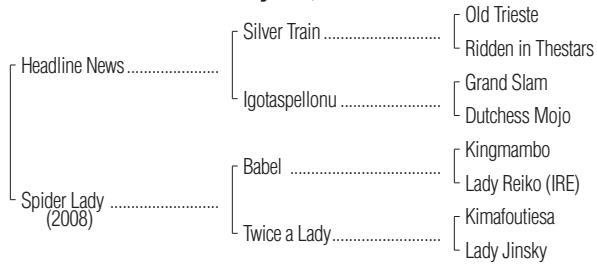 Old Trieste
Silver Train ........................
Ridden in Thestars
Headline News ...................
Grand Slam
Igotaspellonu ....................
Dutchess Mojo
Kingmambo
Babel ..............................
Lady Reiko (IRE)
Spider Lady ......................
(2008)
Kimafoutiesa
Twice a Lady......................
Lady Jinsky